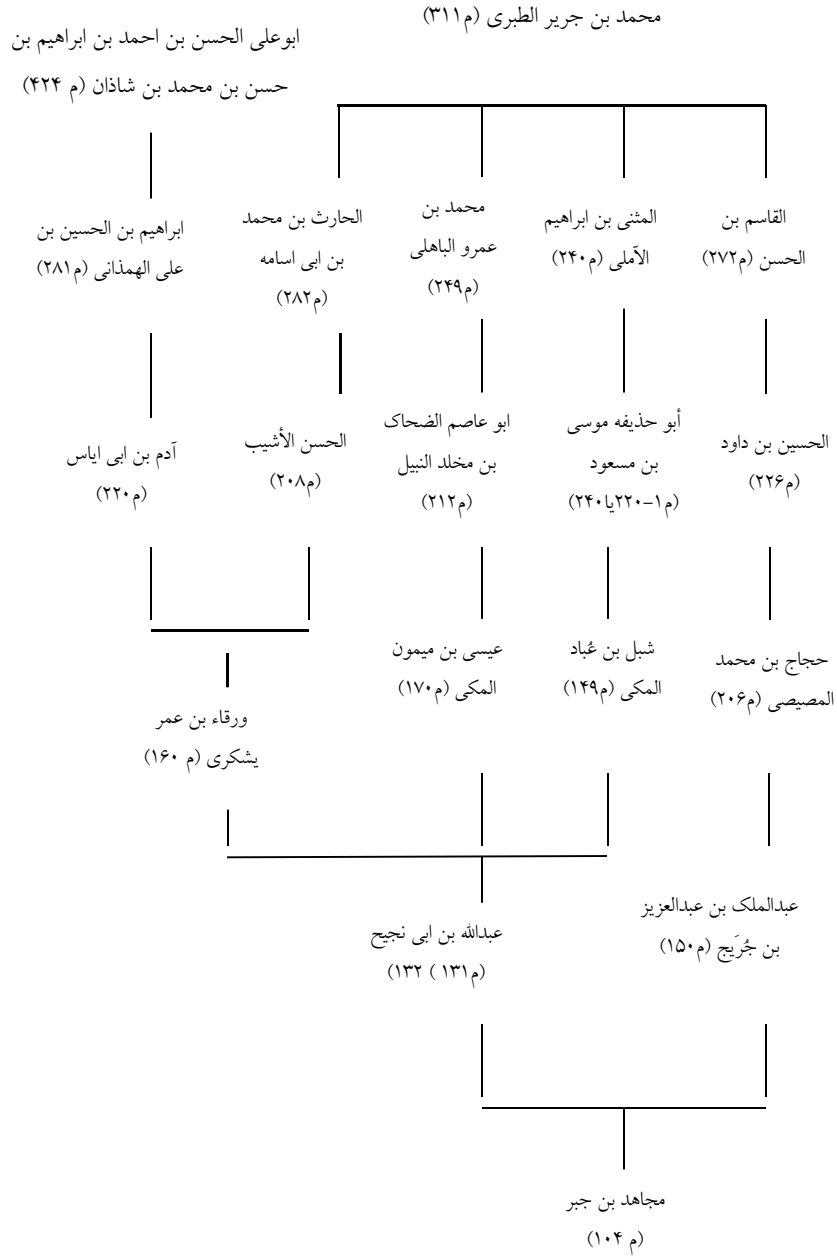 محمد بن جریر الطبری (م۳۱۱)
ابوعلی الحسن بن احمد بن ابراهیم بن
حسن بن محمد بن شاذان (م ۴۲۴)
القاسم بن
الحسن (م۲۷۲)
المثنی بن ابراهیم
الآملی (م۲۴۰)
محمد بن
عمرو الباهلی
(م۲۴۹)
الحارث بن محمد
بن ابی اسامه
(م۲۸۲)
ابراهیم بن الحسین بن
علی الهمذانی (م۲۸۱)
الحسین بن داود
(م۲۲۶)
أبو حذیفه موسی
بن مسعود
(م۱-۲۲۰یا۲۴۰)
ابو عاصم الضحاک
بن مخلد النبیل
(م۲۱۲)
الحسن الأشیب
(م۲۰۸)
آدم بن ابی ایاس
(م۲۲۰)
حجاج بن محمد
المصیصی (م۲۰۶)
شبل بن عُباد
المکی (م۱۴۹)
عیسی بن میمون
المکی (م۱۷۰)
ورقاء بن عمر
یشکری (م ۱۶۰)
عبدالملک بن عبدالعزیز
بن جُرَیج (م۱۵۰)
عبدالله بن ابی نجیح
(م۱۳۱ ) ۱۳۲)
مجاهد بن جبر
(م ۱۰۴)